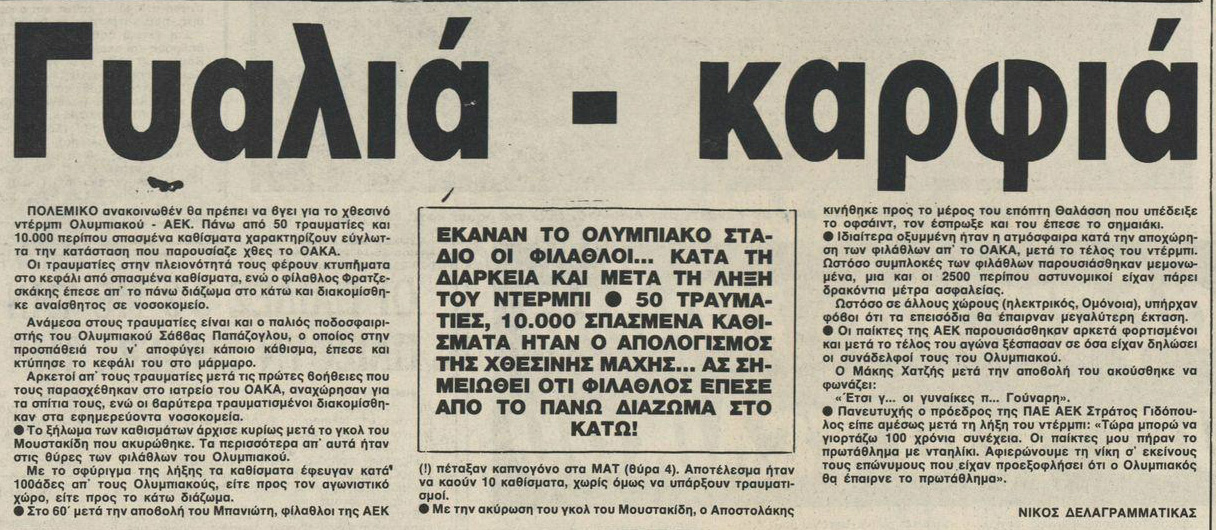 Γυαλιά - καρφιά
ΠΟΛΕΜΙΚΟ ανακοινωθέν θα πρέπει να βγει για το χθεσινό
ντέρμπι Ολυμπιακού - ΑΕΚ. Πάνω από 50 τραυματίες και
10.000 περίπου σπασμένα καθίσματα χαρακτηρίζουν εύγλωτ-
τα την κατάσταση που παρουσίαζε χθες το ΟΑΚΑ.
Οι τραυματίες στην πλειονότητά τους φέρουν κτυπήματα
στο κεφάλι από σπασμένα καθίσματα, ενώ ο φίλαθλος Φρατζε-
σκάκης έπεσε απ' το πάνω διάζωμα στο κάτω και διακομίσθη-
κε αναίσθητος σε νοσοκομείο.
Ανάμεσα στους τραυματίες είναι και ο παλιός ποδοσφαιρι-
στής του Ολυμπιακού Σάββας Παπάζογλου, ο οποίος στην
προσπάθειά του ν' αποφύγει κάποιο κάθισμα, έπεσε και
κτύπησε το κεφάλι του στο μάρμαρο.
Αρκετοί απ' τους τραυματίες μετά τις πρώτες βοήθειες που
τους παρασχέθηκαν στο ιατρείο του ΟΑΚΑ, αναχώρησαν για
τα σπίτια τους, ενώ οι βαρύτερα τραυματισμένοι διακομίσθη-
καν στα εφημερεύοντα νοσοκομεία.
● Το ξήλωμα των καθισμάτων άρχισε κυρίως μετά το γκολ του
Μουστακίδη που ακυρώθηκε. Τα περισσότερα απ' αυτά ήταν
στις θύρες των φιλάθλων του Ολυμπιακού.
Με το σφύριγμα της λήξης τα καθίσματα έφευγαν κατά
100άδες απ' τους Ολυμπιακούς, είτε προς τον αγωνιστικό
χώρο, είτε προς το κάτω διάζωμα.
● Στο 60' μετά την αποβολή του Μπανιώτη, φίλαθλοι της ΑΕΚ
ΕΚΑΝΑΝ ΤΟ ΟΛΥΜΠΙΑΚΟ ΣΤΑ-
ΔΙΟ ΟΙ ΦΙΛΑΘΛΟΙ... ΚΑΤΑ ΤΗ
ΔΙΑΡΚΕΙΑ ΚΑΙ ΜΕΤΑ ΤΗ ΛΗΞΗ
ΤΟΥ ΝΤΕΡΜΠΙ ● 50 ΤΡΑΥΜΑ-
ΤΙΕΣ, 10.000 ΣΠΑΣΜΕΝΑ ΚΑΘΙ-
ΣΜΑΤΑ ΗΤΑΝ Ο ΑΠΟΛΟΓΙΣΜΟΣ
ΤΗΣ ΧΘΕΣΙΝΗΣ ΜΑΧΗΣ... ΑΣ ΣΗ-
ΜΕΙΩΘΕΙ ΟΤΙ ΦΙΛΑΘΛΟΣ ΕΠΕΣΕ
ΑΠΟ ΤΟ ΠΑΝΩ ΔΙΑΖΩΜΑ ΣΤΟ
ΚΑΤΩ!
(!) πέταξαν καπνογόνο στα ΜΑΤ (θύρα 4). Αποτέλεσμα ήταν
να καούν 10 καθίσματα, χωρίς όμως να υπάρξουν τραυματι-
σμοί.
● Με την ακύρωση του γκολ του Μουστακίδη, ο Αποστολάκης
κινήθηκε προς το μέρος του επόπτη Θαλάσση που υπέδειξε
το οφσάιντ, τον έσπρωξε και του έπεσε το σημαιάκι.
● Ιδιαίτερα οξυμμένη ήταν η ατμόσφαιρα κατά την αποχώρη-
ση των φιλάθλων απ' το ΟΑΚΑ, μετά το τέλος του ντέρμπι.
Ωστόσο συμπλοκές των φιλάθλων παρουσιάσθηκαν μεμονω-
μένα, μια και οι 2500 περίπου αστυνομικοί είχαν πάρει
δρακόντια μέτρα ασφαλείας.
Ωστόσο σε άλλους χώρους (ηλεκτρικός, Ομόνοια), υπήρχαν
φόβοι ότι τα επεισόδια θα έπαιρναν μεγαλύτερη έκταση.
● Οι παίκτες της ΑΕΚ παρουσιάσθηκαν αρκετά φορτισμένοι
και μετά το τέλος του αγώνα ξέσπασαν σε όσα είχαν δηλώσει
οι συνάδελφοί τους του Ολυμπιακού.
Ο Μάκης Χατζής μετά την αποβολή του ακούσθηκε να
φωνάζει:
«Έτσι γ... οι γυναίκες π... Γούναρη».
● Πανευτυχής ο πρόεδρος της ΠΑΕ ΑΕΚ Στράτος Γιδόπου-
λος είπε αμέσως μετά τη λήξη του ντέρμπι: «Τώρα μπορώ να
γιορτάζω 100 χρόνια συνέχεια. Οι παίκτες μου πήραν το
πρωτάθλημα με νταηλίκι. Αφιερώνουμε τη νίκη σ' εκείνους
τους επώνυμους που είχαν προεξοφλήσει ότι ο Ολυμπιακός
θα έπαιρνε το πρωτάθλημα».
ΝΙΚΟΣ ΔΕΛΑΓΡΑΜΜΑΤΙΚΑΣ